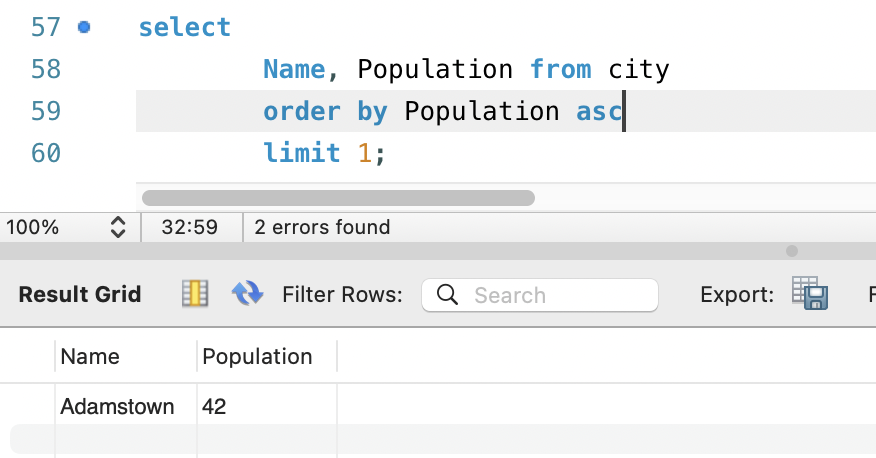 57 select
58 Name, Population from city
59 order by Population asc
60 limit 1;
100% 32:59 2 errors found
Result Grid Filter Rows: Search Export:
Name Population
Adamstown 42